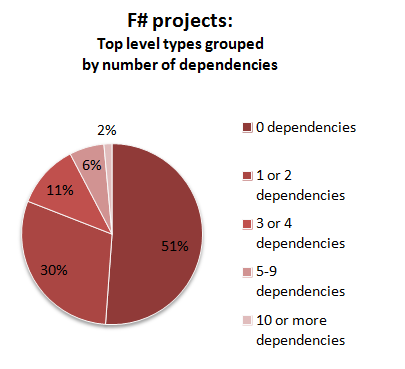 F# projects:
Top level types grouped
by number of dependencies
2%
6%
11%
30%
51%
0 dependencies
1 or 2
dependencies
3 or 4
dependencies
5-9
dependencies
10 or more
dependencies